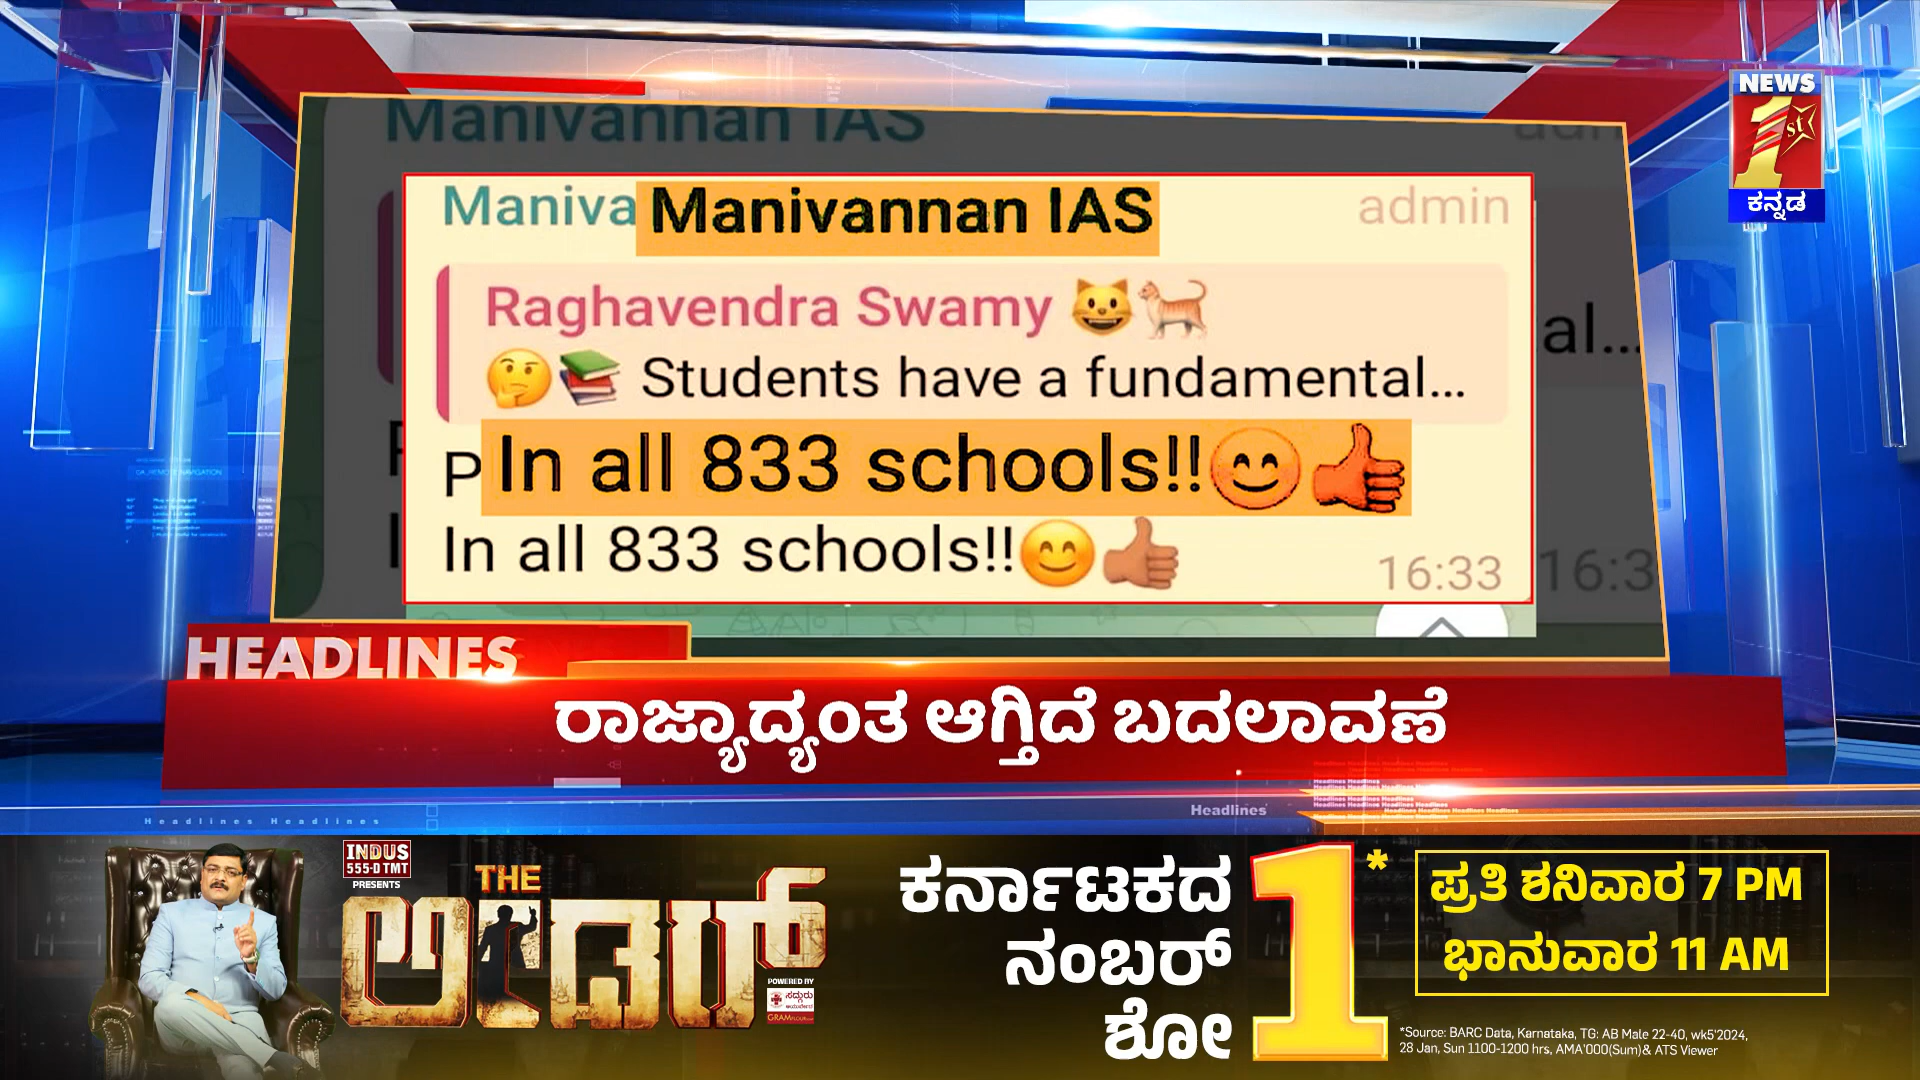 Manivannan IAS
NEWS
1st
ಕನ್ನಡ
Maniva
Manivannan IAS
admin
Raghavendra Swamy 😺🐈
🤔📚 Students have a fundamental...
al...
P
In all 833 schools!!😊👍
In all 833 schools!!😊👍
16:33
16:3
HEADLINES
ರಾಜ್ಯಾದ್ಯಂತ ಆಗ್ತಿದೆ ಬದಲಾವಣೆ
Headlines
Headlines Headlines
INDUS
555-D TMT
PRESENTS
THE
ಲೀಡರ್
POWERED BY
ಸದ್ಗುರು
ಕರ್ನಾಟಕದ
ನಂಬರ್
ಶೋ
1*
ಪ್ರತಿ ಶನಿವಾರ 7 PM
ಭಾನುವಾರ 11 AM
*Source: BARC Data, Karnataka, TG: AB Male 22-40, wk5'2024,
28 Jan, Sun 1100-1200 hrs, AMA'000(Sum)& ATS Viewer